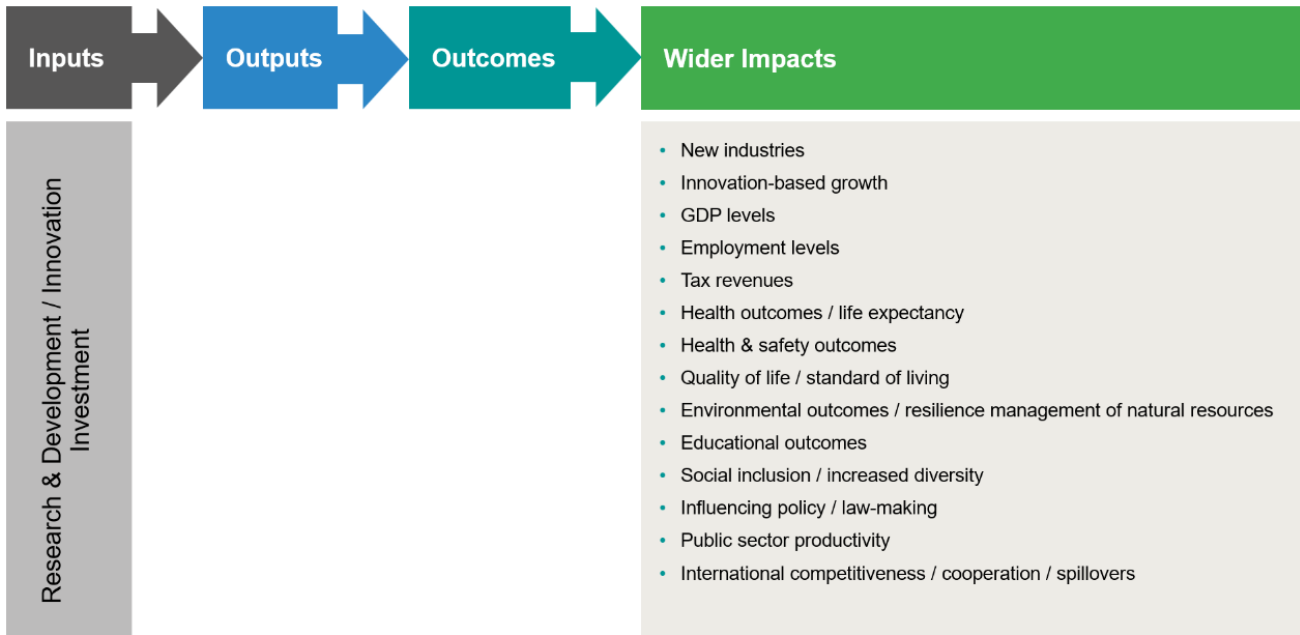 Inputs
Outputs
Outcomes
Wider Impacts
Research & Development / Innovation
Investment
• New industries
• Innovation-based growth
• GDP levels
• Employment levels
• Tax revenues
• Health outcomes / life expectancy
• Health & safety outcomes
• Quality of life / standard of living
• Environmental outcomes / resilience management of natural resources
• Educational outcomes
• Social inclusion / increased diversity
• Influencing policy / law-making
• Public sector productivity
• International competitiveness / cooperation / spillovers